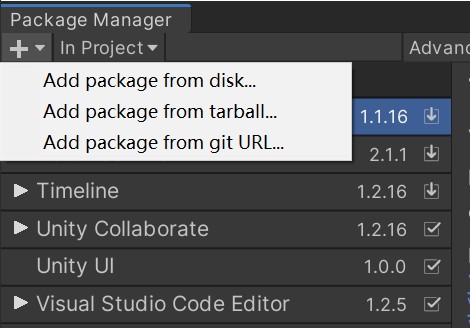 Package Manager
+ In Project Advanc
Add package from disk...
Add package from tarball...
Add package from git URL...
1.1.16
2.1.1
Timeline 1.2.16
Unity Collaborate 1.2.16
Unity UI 1.0.0
Visual Studio Code Editor 1.2.5